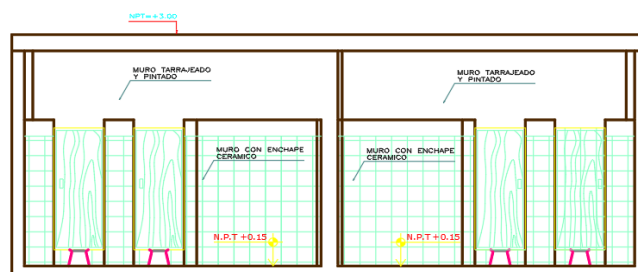 NPT=+3.00
MURO TARRAJEADO
Y PINTADO
MURO TARRAJEADO
Y PINTADO
MURO CON ENCHAPE
CERAMICO
MURO CON ENCHAPE
CERAMICO
N.P.T +0.15
N.P.T +0.15